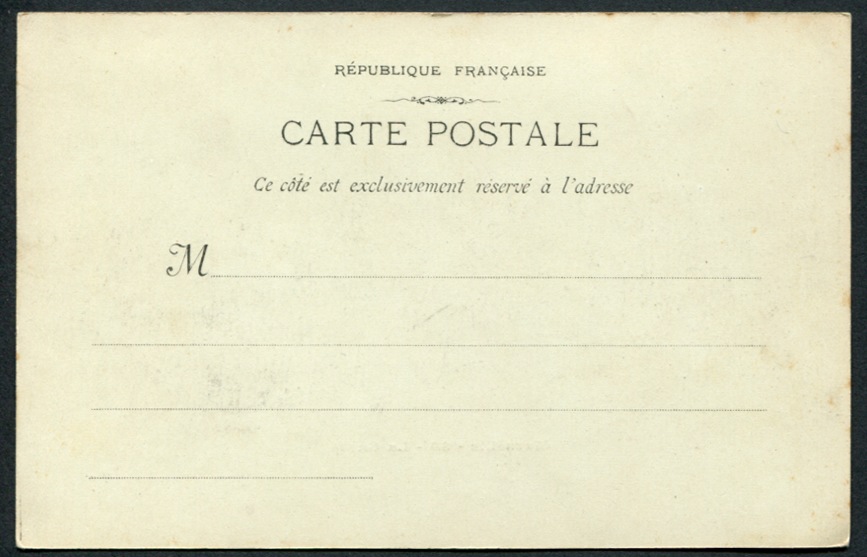 RÉPUBLIQUE FRANÇAISE
CARTE POSTALE
Ce côté est exclusivement réservé à l'adresse
M